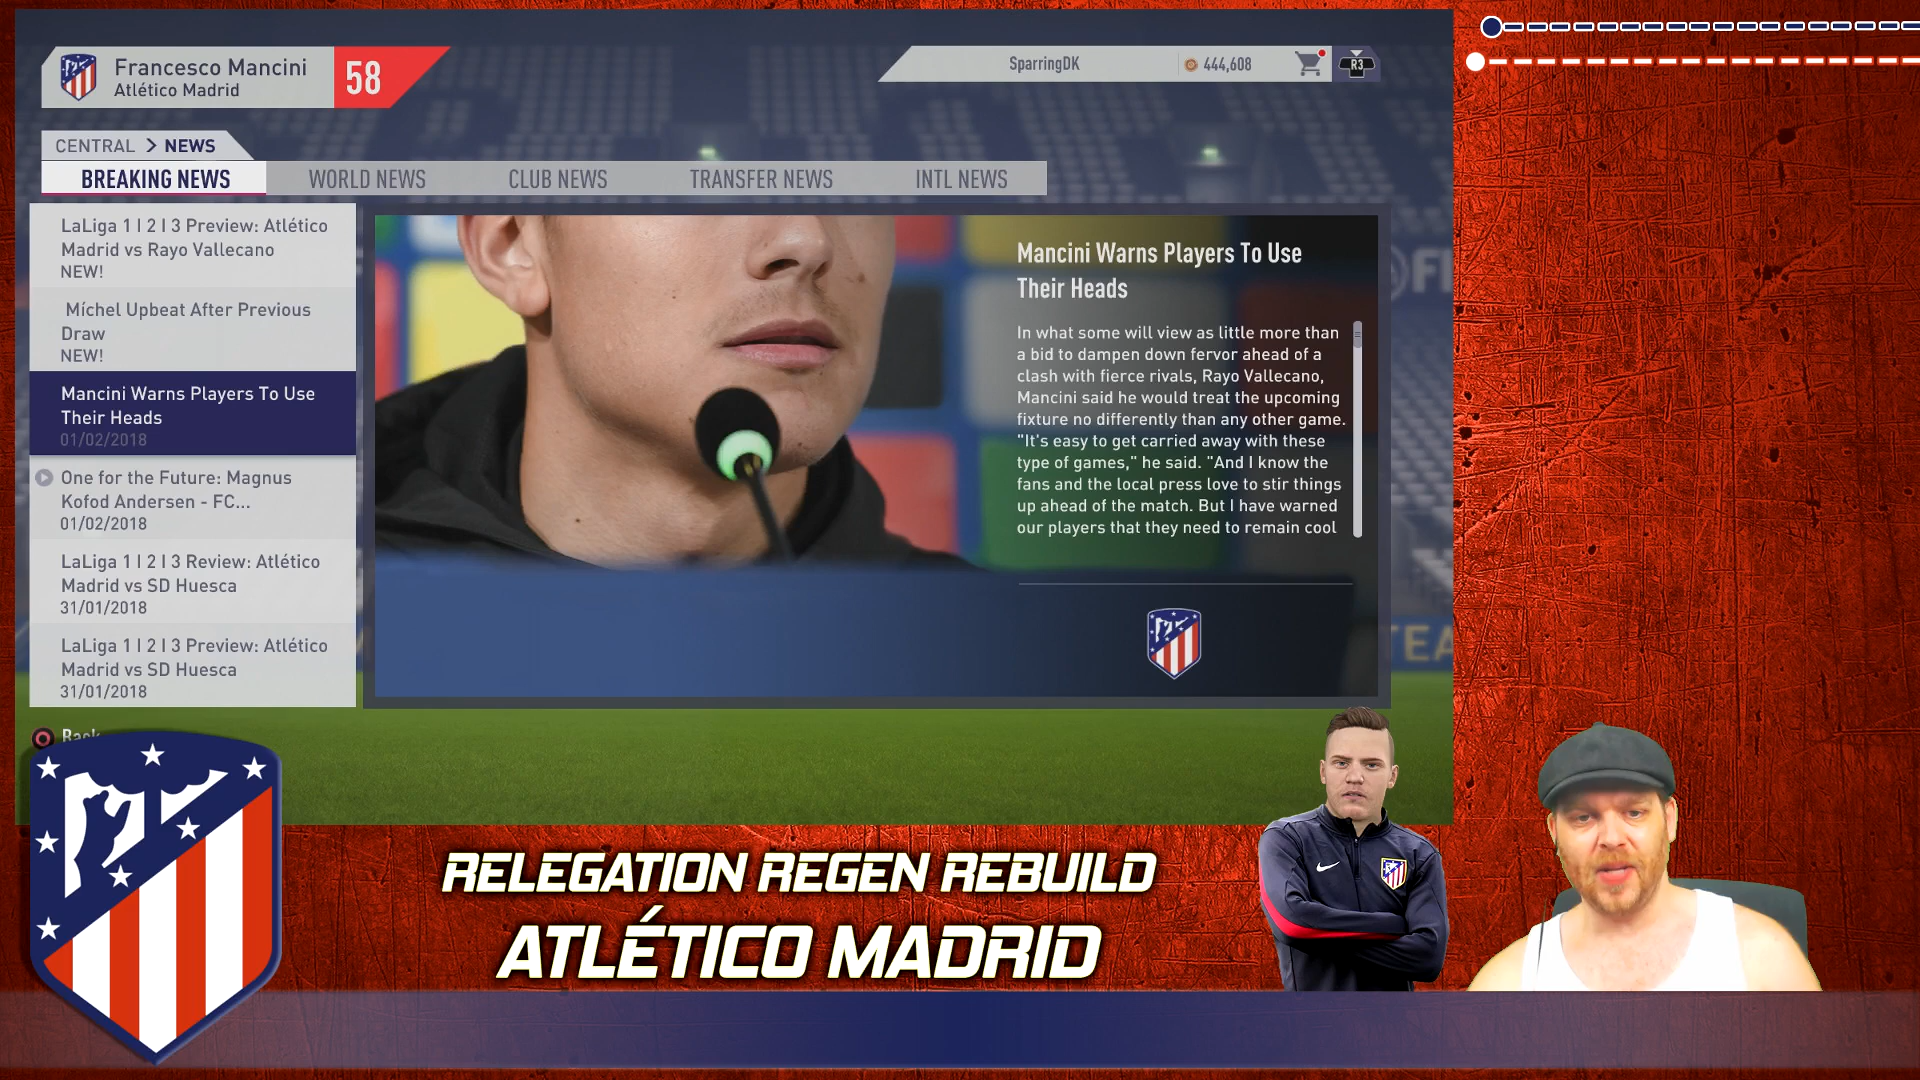 Francesco Mancini
Atlético Madrid
58
SparringDK
444,608
R3
CENTRAL > NEWS
BREAKING NEWS
WORLD NEWS
CLUB NEWS
TRANSFER NEWS
INTL NEWS
LaLiga 1 I 2 I 3 Preview: Atlético
Madrid vs Rayo Vallecano
NEW!
Míchel Upbeat After Previous
Draw
NEW!
Mancini Warns Players To Use
Their Heads
01/02/2018
One for the Future: Magnus
Kofod Andersen - FC...
01/02/2018
LaLiga 1 I 2 I 3 Review: Atlético
Madrid vs SD Huesca
31/01/2018
LaLiga 1 I 2 I 3 Preview: Atlético
Madrid vs SD Huesca
31/01/2018
Mancini Warns Players To Use
Their Heads
In what some will view as little more than
a bid to dampen down fervor ahead of a
clash with fierce rivals, Rayo Vallecano,
Mancini said he would treat the upcoming
fixture no differently than any other game.
"It's easy to get carried away with these
type of games," he said. "And I know the
fans and the local press love to stir things
up ahead of the match. But I have warned
our players that they need to remain cool
Back
RELEGATION REGEN REBUILD
ATLÉTICO MADRID